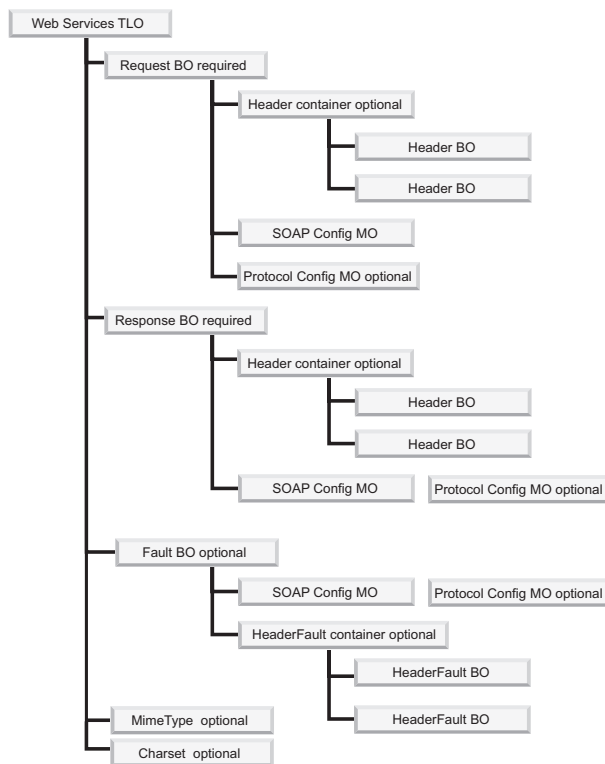 Web Services TLO
Request BO required
Header container optional
Header BO
Header BO
SOAP Config MO
Protocol Config MO optional
Response BO required
Header container optional
Header BO
Header BO
SOAP Config MO
Protocol Config MO optional
Fault BO optional
SOAP Config MO
Protocol Config MO optional
HeaderFault container optional
HeaderFault BO
HeaderFault BO
MimeType optional
Charset optional